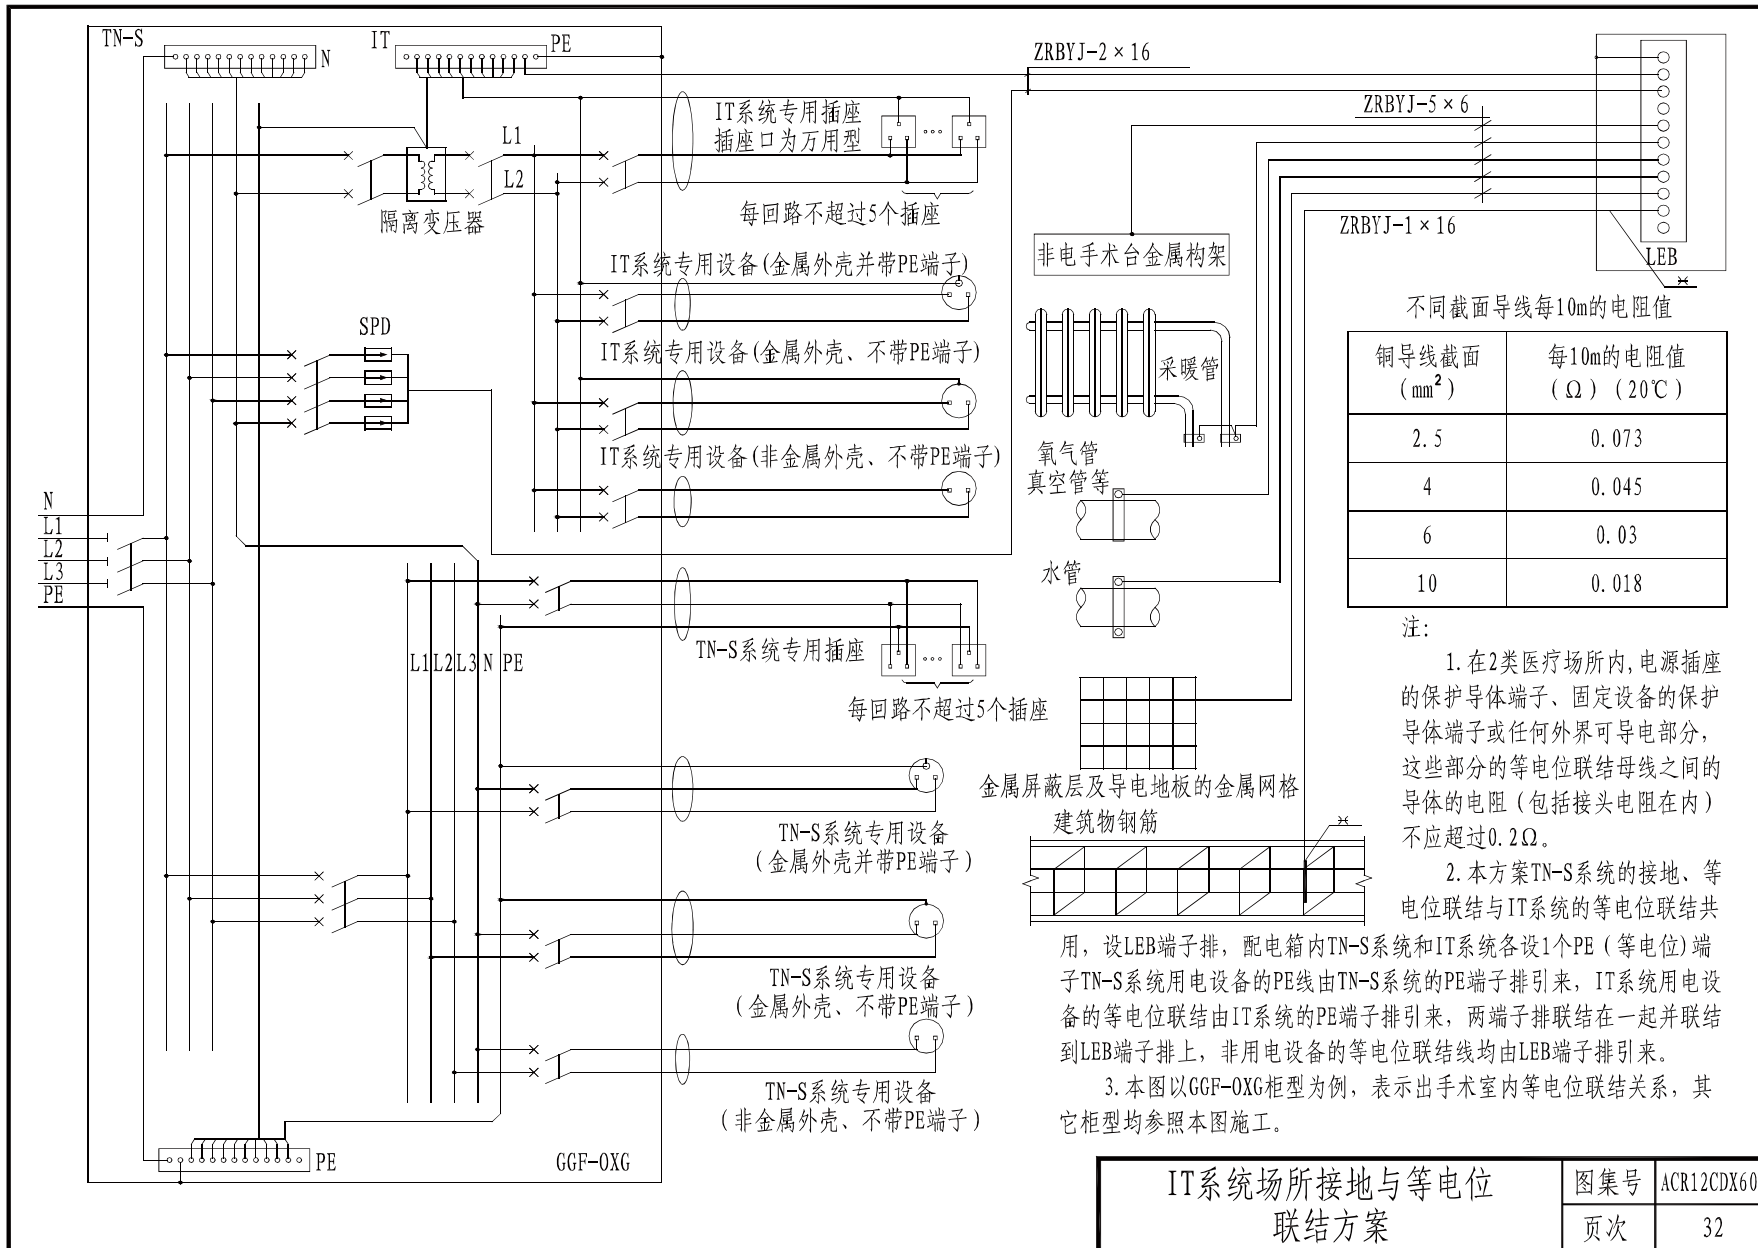 TN-S
N
IT
PE
ZRBYJ-2×16
ZRBYJ-5×6
IT系统专用插座
插座口为万用型
L1
L2
隔离变压器
每回路不超过5个插座
ZRBYJ-1×16
LEB
非电手术台金属构架
IT系统专用设备(金属外壳并带PE端子)
SPD
IT系统专用设备(金属外壳、不带PE端子)
采暖管
IT系统专用设备(非金属外壳、不带PE端子)
氧气管
真空管等
N
L1
L2
L3
PE
水管
L1 L2 L3 N PE
TN-S系统专用插座
每回路不超过5个插座
金属屏蔽层及导电地板的金属网格
建筑物钢筋
TN-S系统专用设备
(金属外壳并带PE端子)
TN-S系统专用设备
(金属外壳、不带PE端子)
TN-S系统专用设备
(非金属外壳、不带PE端子)
PE
GGF-OXG
不同截面导线每10m的电阻值
铜导线截面 每10m的电阻值
(mm²) (Ω)(20℃)
2.5 0.073
4 0.045
6 0.03
10 0.018
注:
1.在2类医疗场所内,电源插座
的保护导体端子、固定设备的保护
导体端子或任何外界可导电部分,
这些部分的等电位联结母线之间的
导体的电阻(包括接头电阻在内)
不应超过0.2Ω。
2.本方案TN-S系统的接地、等
电位联结与IT系统的等电位联结共
用,设LEB端子排,配电箱内TN-S系统和IT系统各设1个PE(等电位)端
子TN-S系统用电设备的PE线由TN-S系统的PE端子排引来,IT系统用电设
备的等电位联结由IT系统的PE端子排引来,两端子排联结在一起并联结
到LEB端子排上,非用电设备的等电位联结线均由LEB端子排引来。
3.本图以GGF-OXG柜型为例,表示出手术室内等电位联结关系,其
它柜型均参照本图施工。
IT系统场所接地与等电位
联结方案
图集号 ACR12CDX60
页次 32